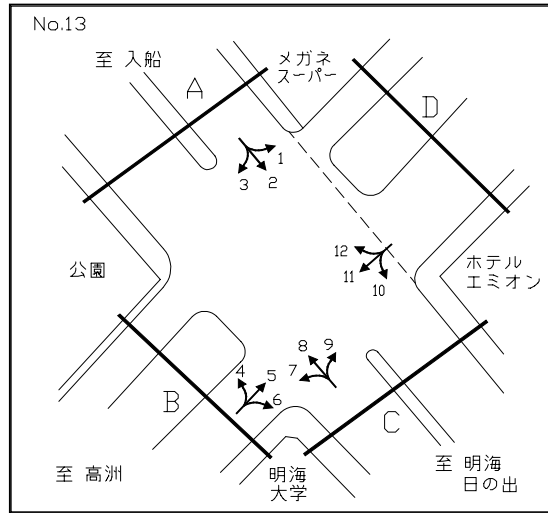 No.13
至 入船
メガネ
スーパー
A
D
1
2
3
12
11
10
公園
ホテル
エミオン
8
9
7
4
5
6
B
C
至 高洲
明海
大学
至 明海
日の出